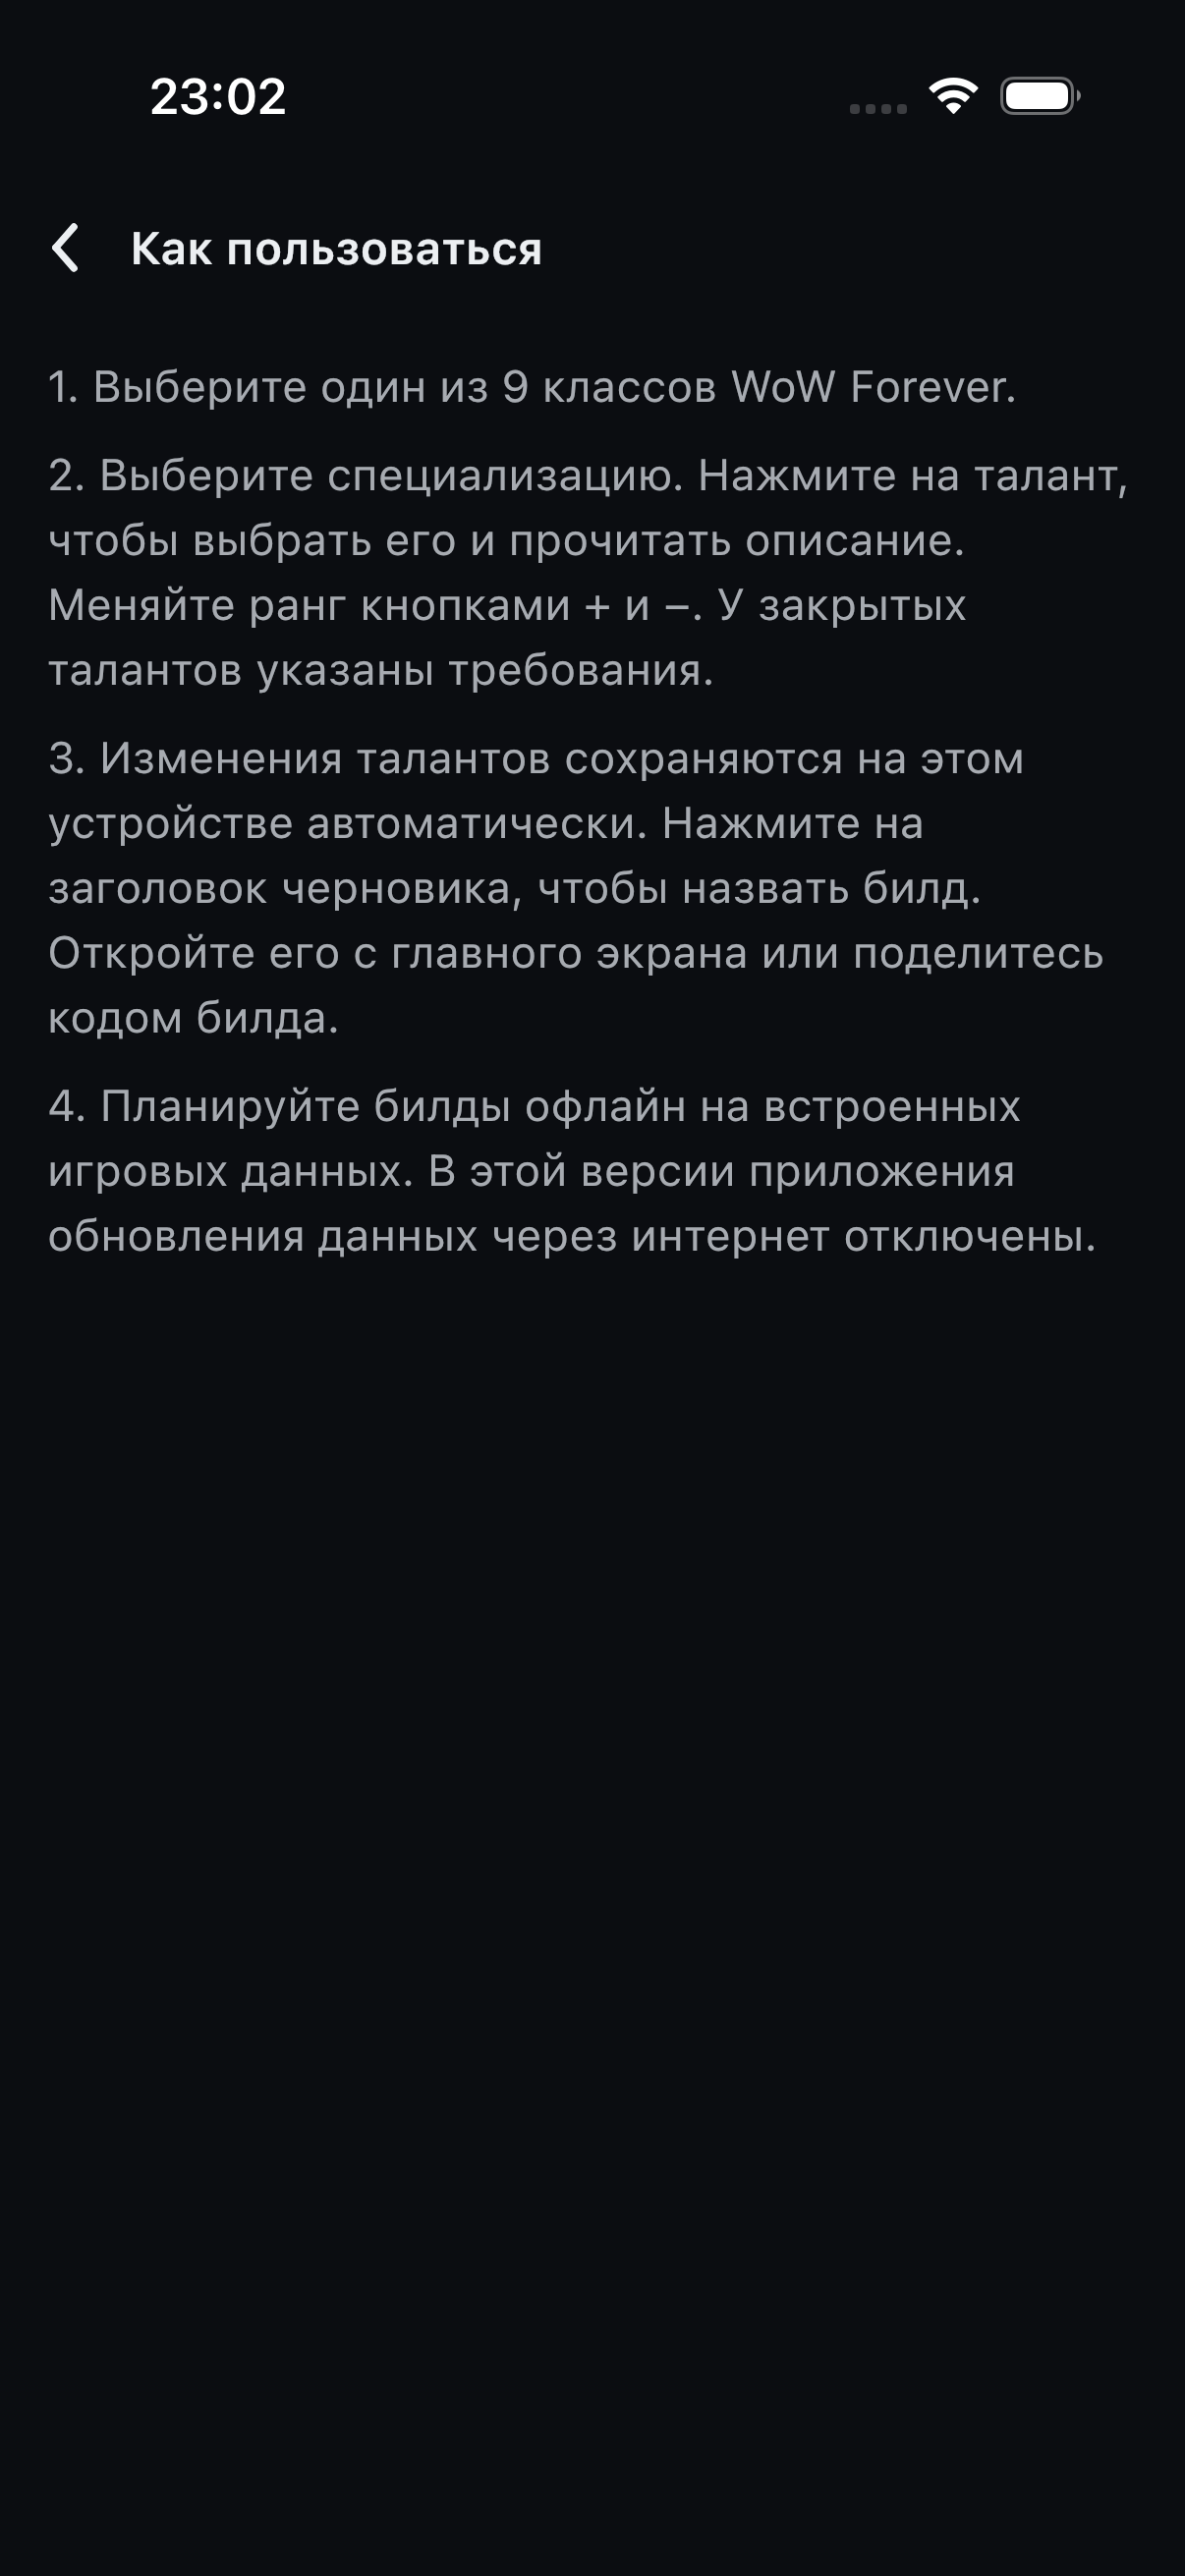 23:02
Как пользоваться
1. Выберите один из 9 классов WoW Forever.
2. Выберите специализацию. Нажмите на талант,
чтобы выбрать его и прочитать описание.
Меняйте ранг кнопками + и −. У закрытых
талантов указаны требования.
3. Изменения талантов сохраняются на этом
устройстве автоматически. Нажмите на
заголовок черновика, чтобы назвать билд.
Откройте его с главного экрана или поделитесь
кодом билда.
4. Планируйте билды офлайн на встроенных
игровых данных. В этой версии приложения
обновления данных через интернет отключены.